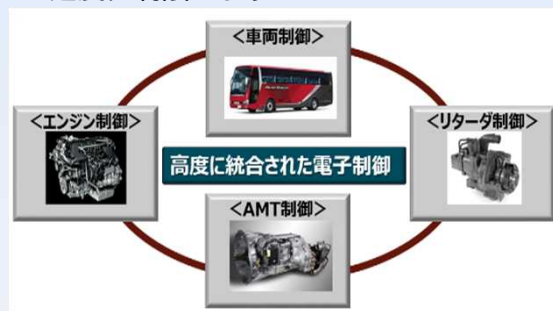 ＜車両制御＞
＜エンジン制御＞
＜リターダ制御＞
高度に統合された電子制御
＜AMT制御＞